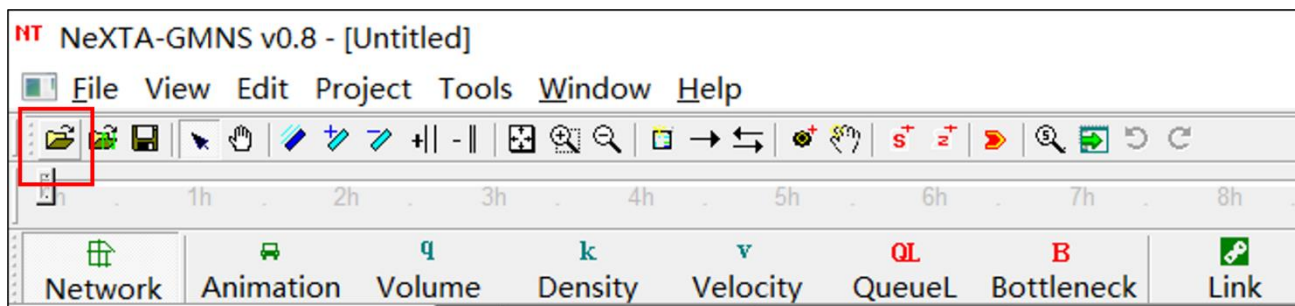 NT NeXTA-GMNS v0.8 - [Untitled]
File View Edit Project Tools Window Help
S+ z+ S
1h 2h 3h 4h 5h 6h 7h 8h
q k v QL B
Network Animation Volume Density Velocity QueueL Bottleneck Link